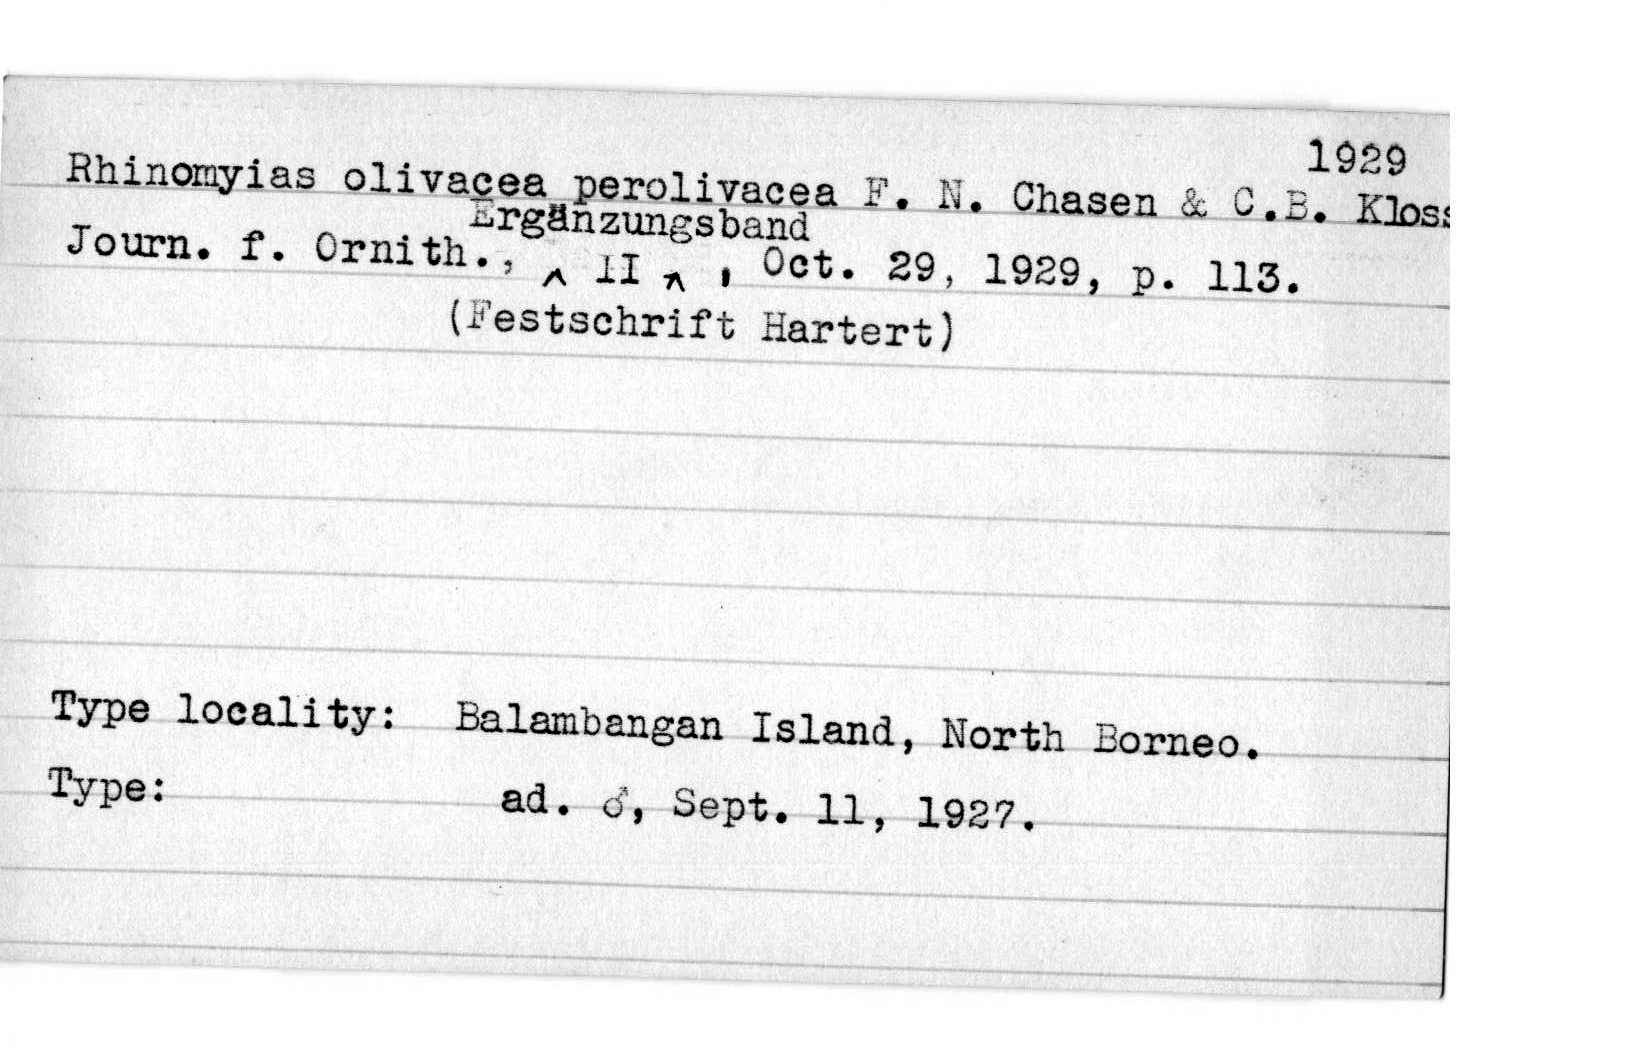 1929
Rhinomyias olivacea perolivacea F. N. Chasen & C.B. Kloss
Ergänzungsband
Journ. f. Ornith., ^ II ^ , Oct. 29, 1929, p. 113.
(Festschrift Hartert)
Type locality: Balambangan Island, North Borneo.
Type: ad. ♂, Sept. 11, 1927.